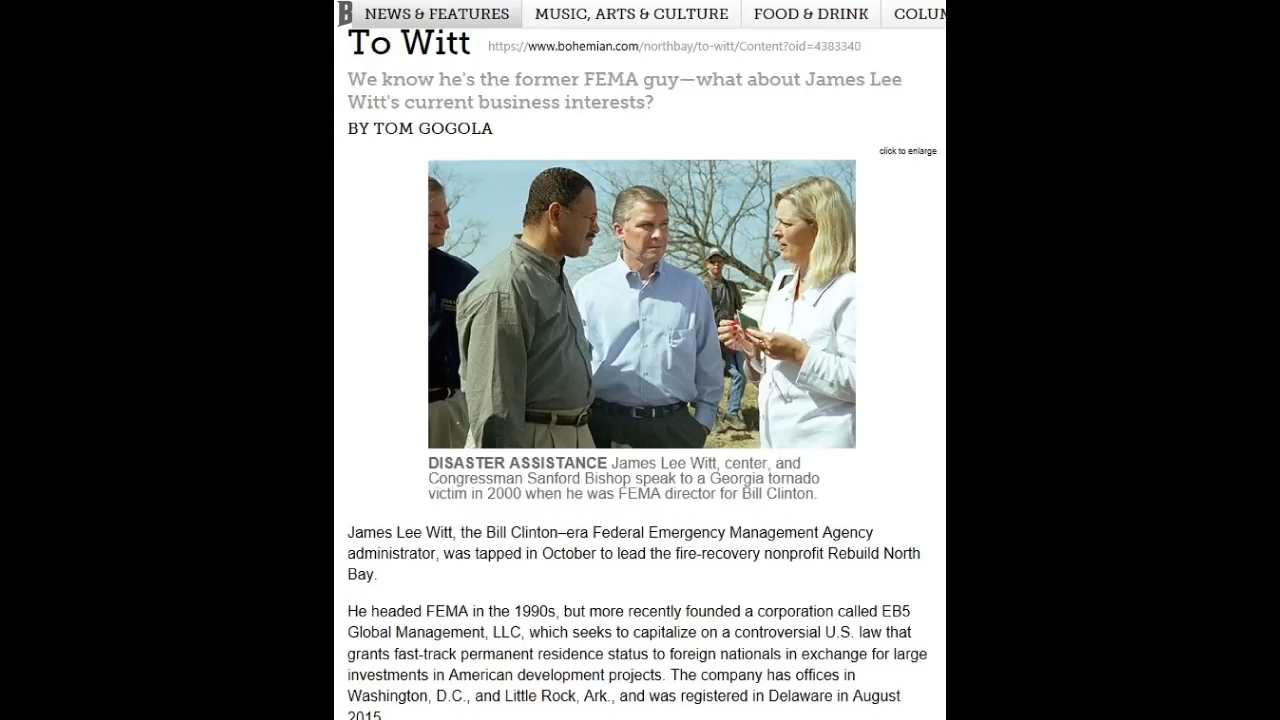 B NEWS & FEATURES MUSIC, ARTS & CULTURE FOOD & DRINK COLUM
To Witt https://www.bohemian.com/northbay/to-witt/Content?oid=4383340
We know he's the former FEMA guy—what about James Lee
Witt's current business interests?
BY TOM GOGOLA
click to enlarge
DISASTER ASSISTANCE James Lee Witt, center, and
Congressman Sanford Bishop speak to a Georgia tornado
victim in 2000 when he was FEMA director for Bill Clinton.
James Lee Witt, the Bill Clinton–era Federal Emergency Management Agency
administrator, was tapped in October to lead the fire-recovery nonprofit Rebuild North
Bay.
He headed FEMA in the 1990s, but more recently founded a corporation called EB5
Global Management, LLC, which seeks to capitalize on a controversial U.S. law that
grants fast-track permanent residence status to foreign nationals in exchange for large
investments in American development projects. The company has offices in
Washington, D.C., and Little Rock, Ark., and was registered in Delaware in August
2015.